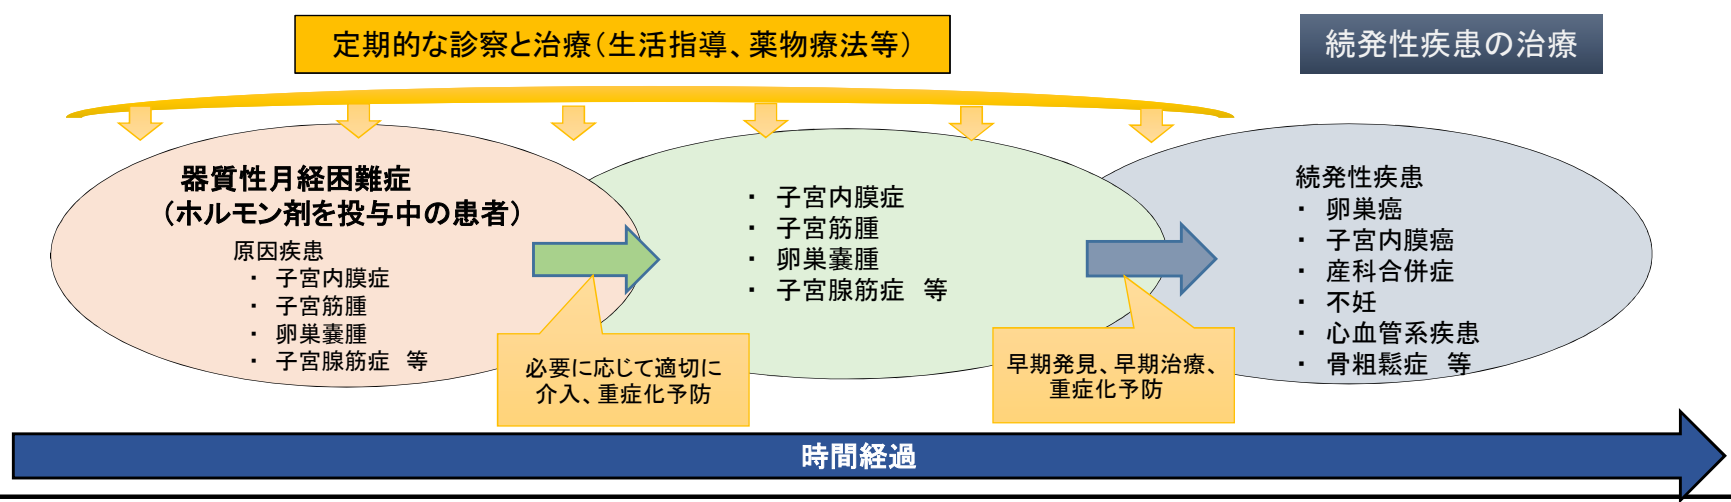 定期的な診察と治療（生活指導、薬物療法等）
続発性疾患の治療
器質性月経困難症
（ホルモン剤を投与中の患者）
原因疾患
・ 子宮内膜症
・ 子宮筋腫
・ 卵巣嚢腫
・ 子宮腺筋症　等
・ 子宮内膜症
・ 子宮筋腫
・ 卵巣嚢腫
・ 子宮腺筋症　等
続発性疾患
・ 卵巣癌
・ 子宮内膜癌
・ 産科合併症
・ 不妊
・ 心血管系疾患
・ 骨粗鬆症　等
必要に応じて適切に
介入、重症化予防
早期発見、早期治療、
重症化予防
時間経過